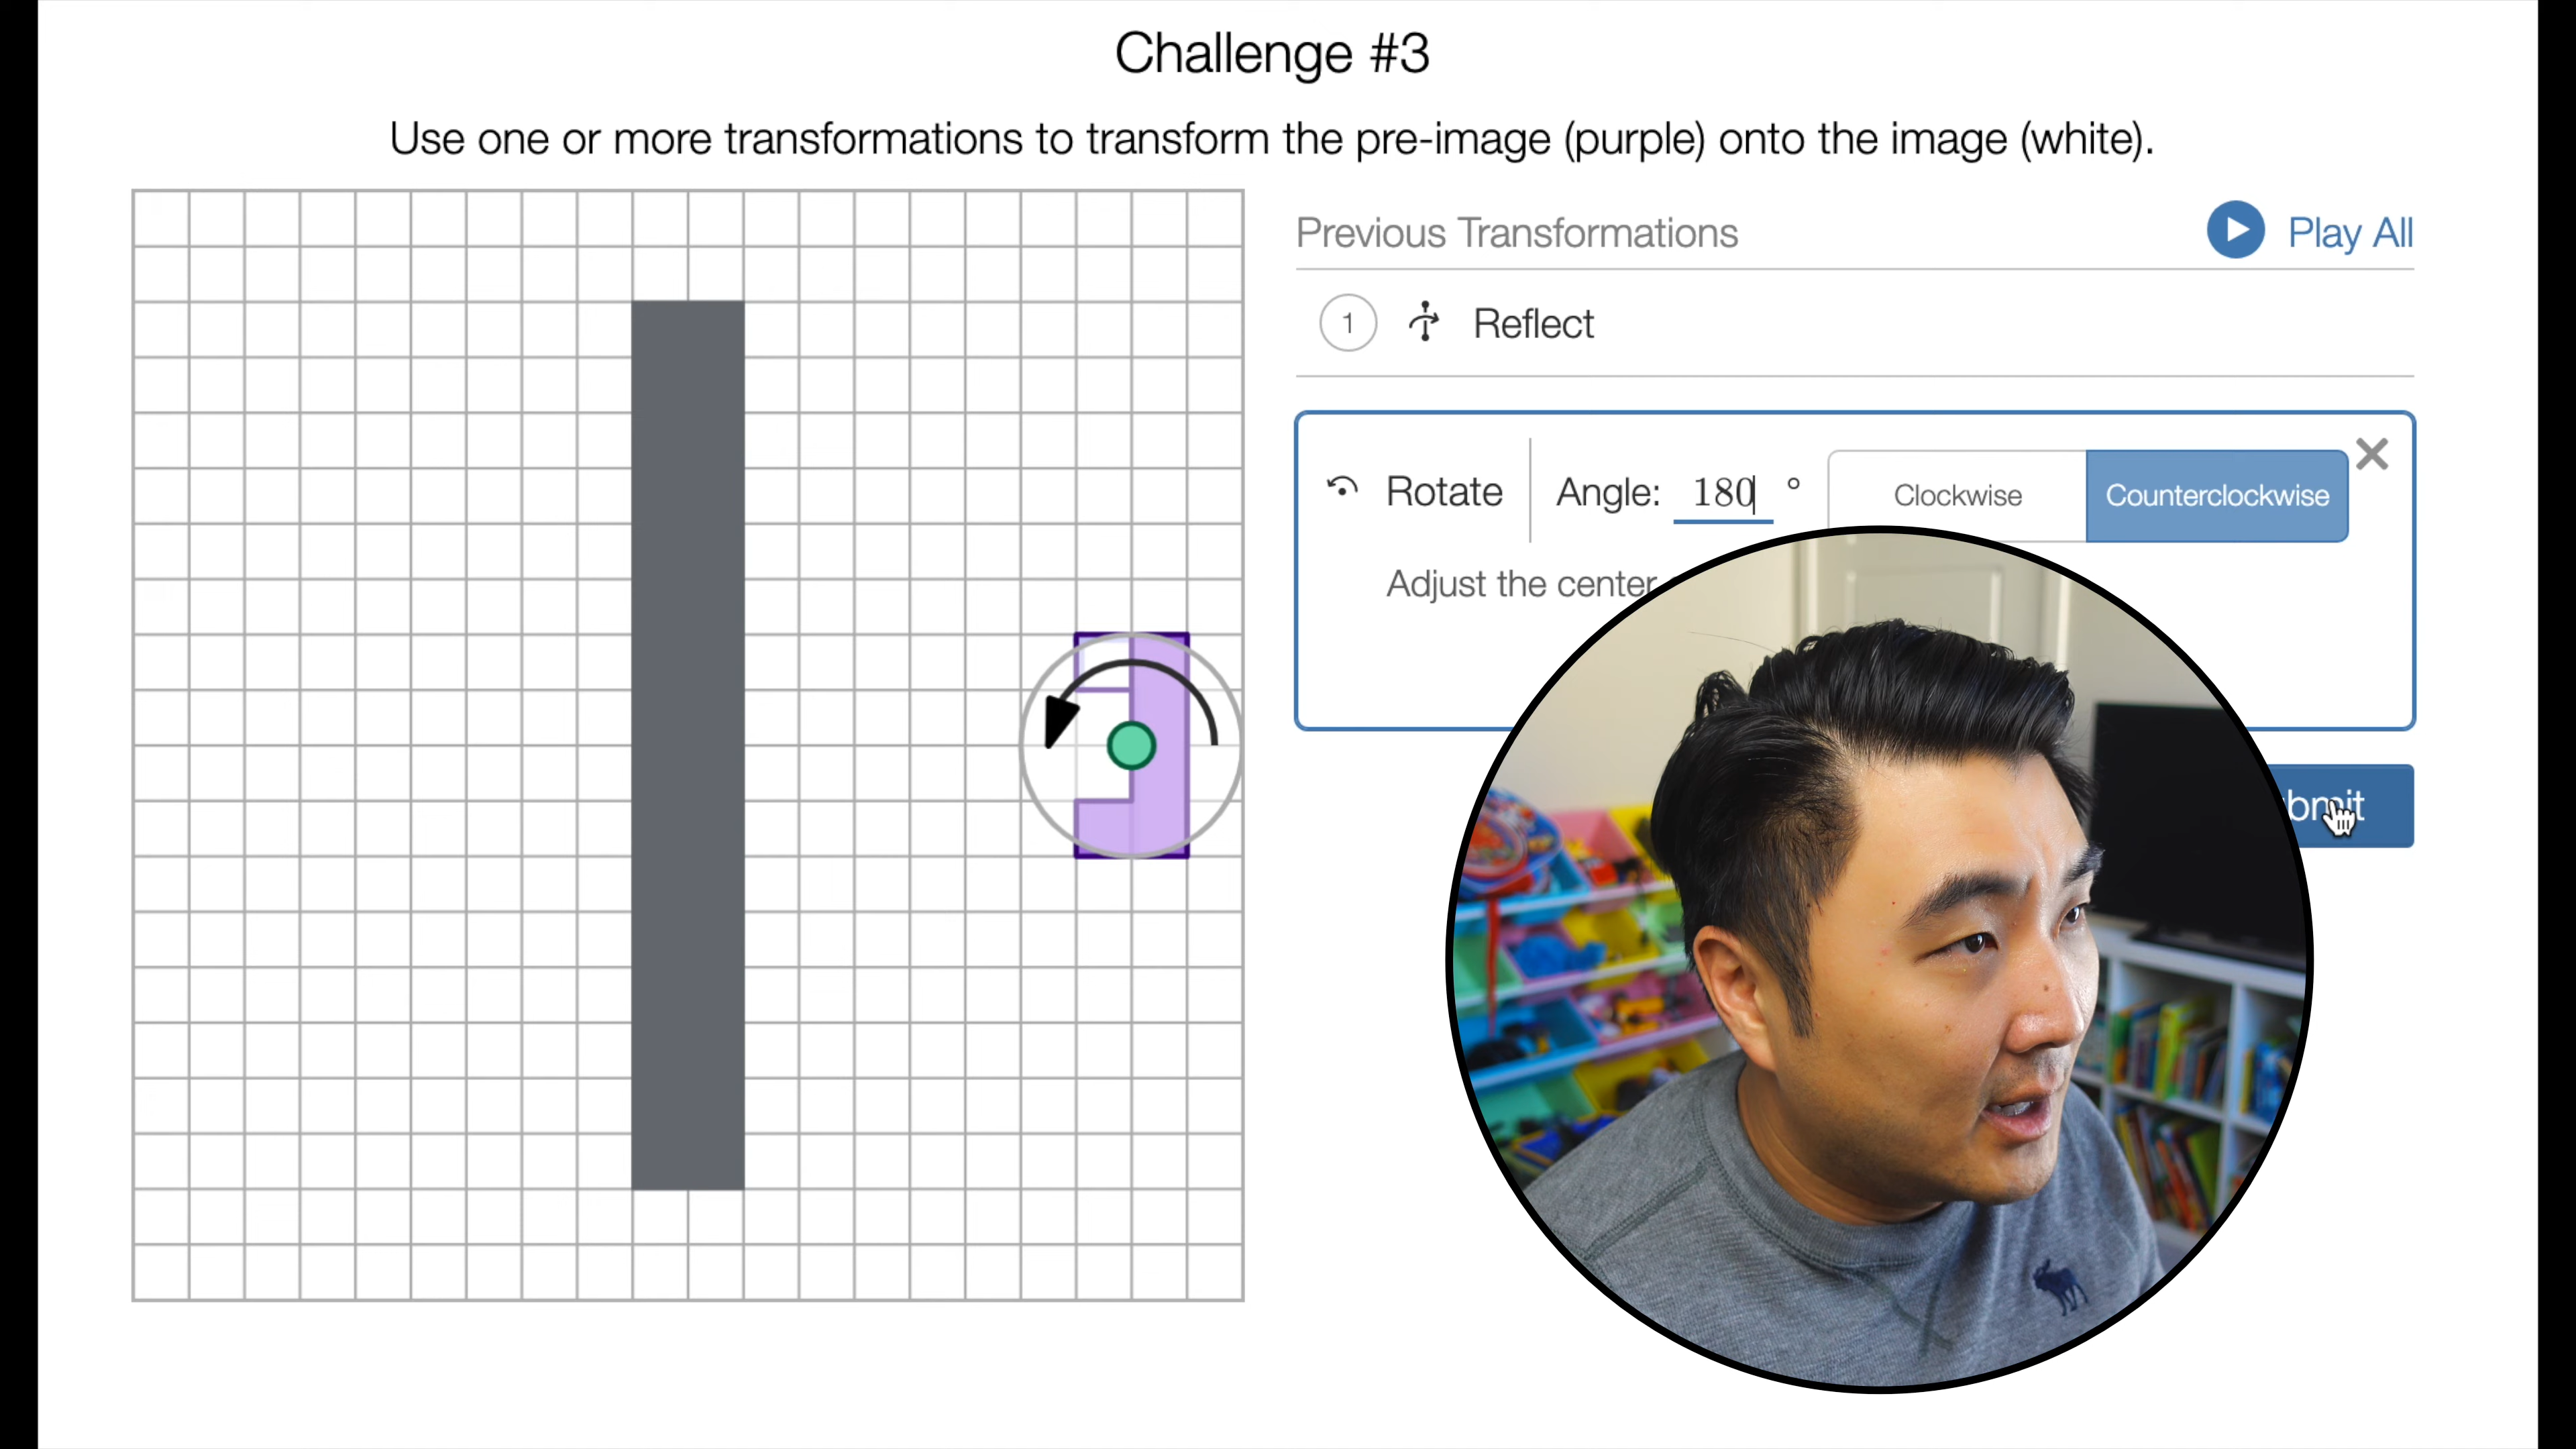 Challenge #3
Use one or more transformations to transform the pre-image (purple) onto the image (white).
Previous Transformations
Play All
1 Reflect
Rotate Angle: 180 ° Clockwise Counterclockwise
Adjust the center